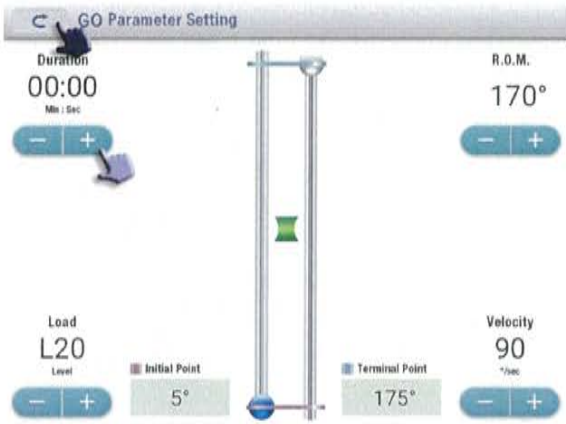 GO Parameter Setting
Duration
00:00
Min : Sec
− +
R.O.M.
170°
− +
Load
L20
Level
− +
Initial Point
5°
Terminal Point
175°
Velocity
90
°/sec
− +